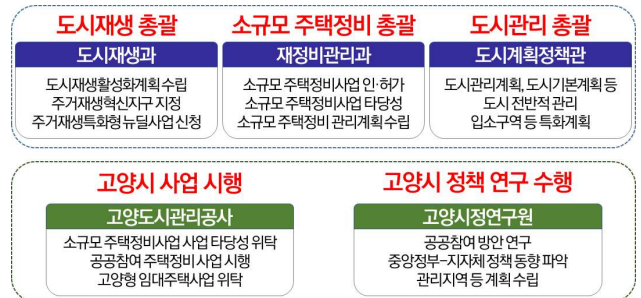 도시재생 총괄
소규모 주택정비 총괄
도시관리 총괄
도시재생과
재정비관리과
도시계획정책관
도시재생활성화계획 수립
주거재생혁신지구 지정
주거재생특화형 뉴딜사업 신청
소규모 주택정비사업 인·허가
소규모 주택정비사업 타당성
소규모 주택정비 관리계획 수립
도시관리계획, 도시기본계획 등
도시 전반적 관리
입소구역 등 특화계획
고양시 사업 시행
고양시 정책 연구 수행
고양도시관리공사
고양시정연구원
소규모 주택정비사업 사업 타당성 위탁
공공참여 주택정비 사업 시행
고양형 임대주택사업 위탁
공공참여 방안 연구
중앙정부-지자체 정책 동향 파악
관리지역 등 계획 수립